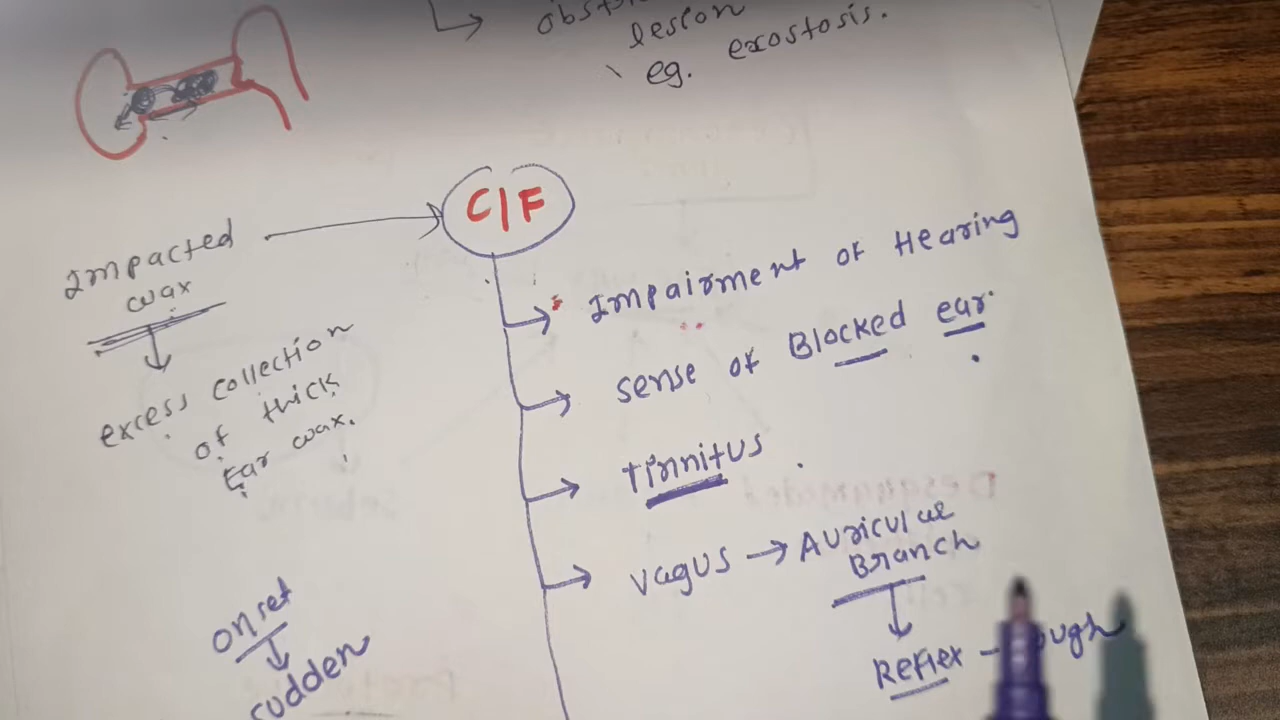 lesion
eg. exostosis.
C/F
Impacted
wax
excess collection
of thick
Ear wax.
onset
sudden
Impairment of Hearing
sense of Blocked ear
Tinnitus
vagus → Auricular
Branch
Reflex -